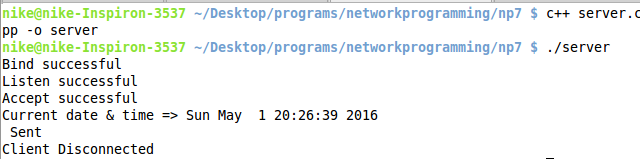 nike@nike-Inspiron-3537 ~/Desktop/programs/networkprogramming/np7 $ c++ server.c
pp -o server
nike@nike-Inspiron-3537 ~/Desktop/programs/networkprogramming/np7 $ ./server
Bind successful
Listen successful
Accept successful
Current date & time => Sun May  1 20:26:39 2016
 Sent
Client Disconnected